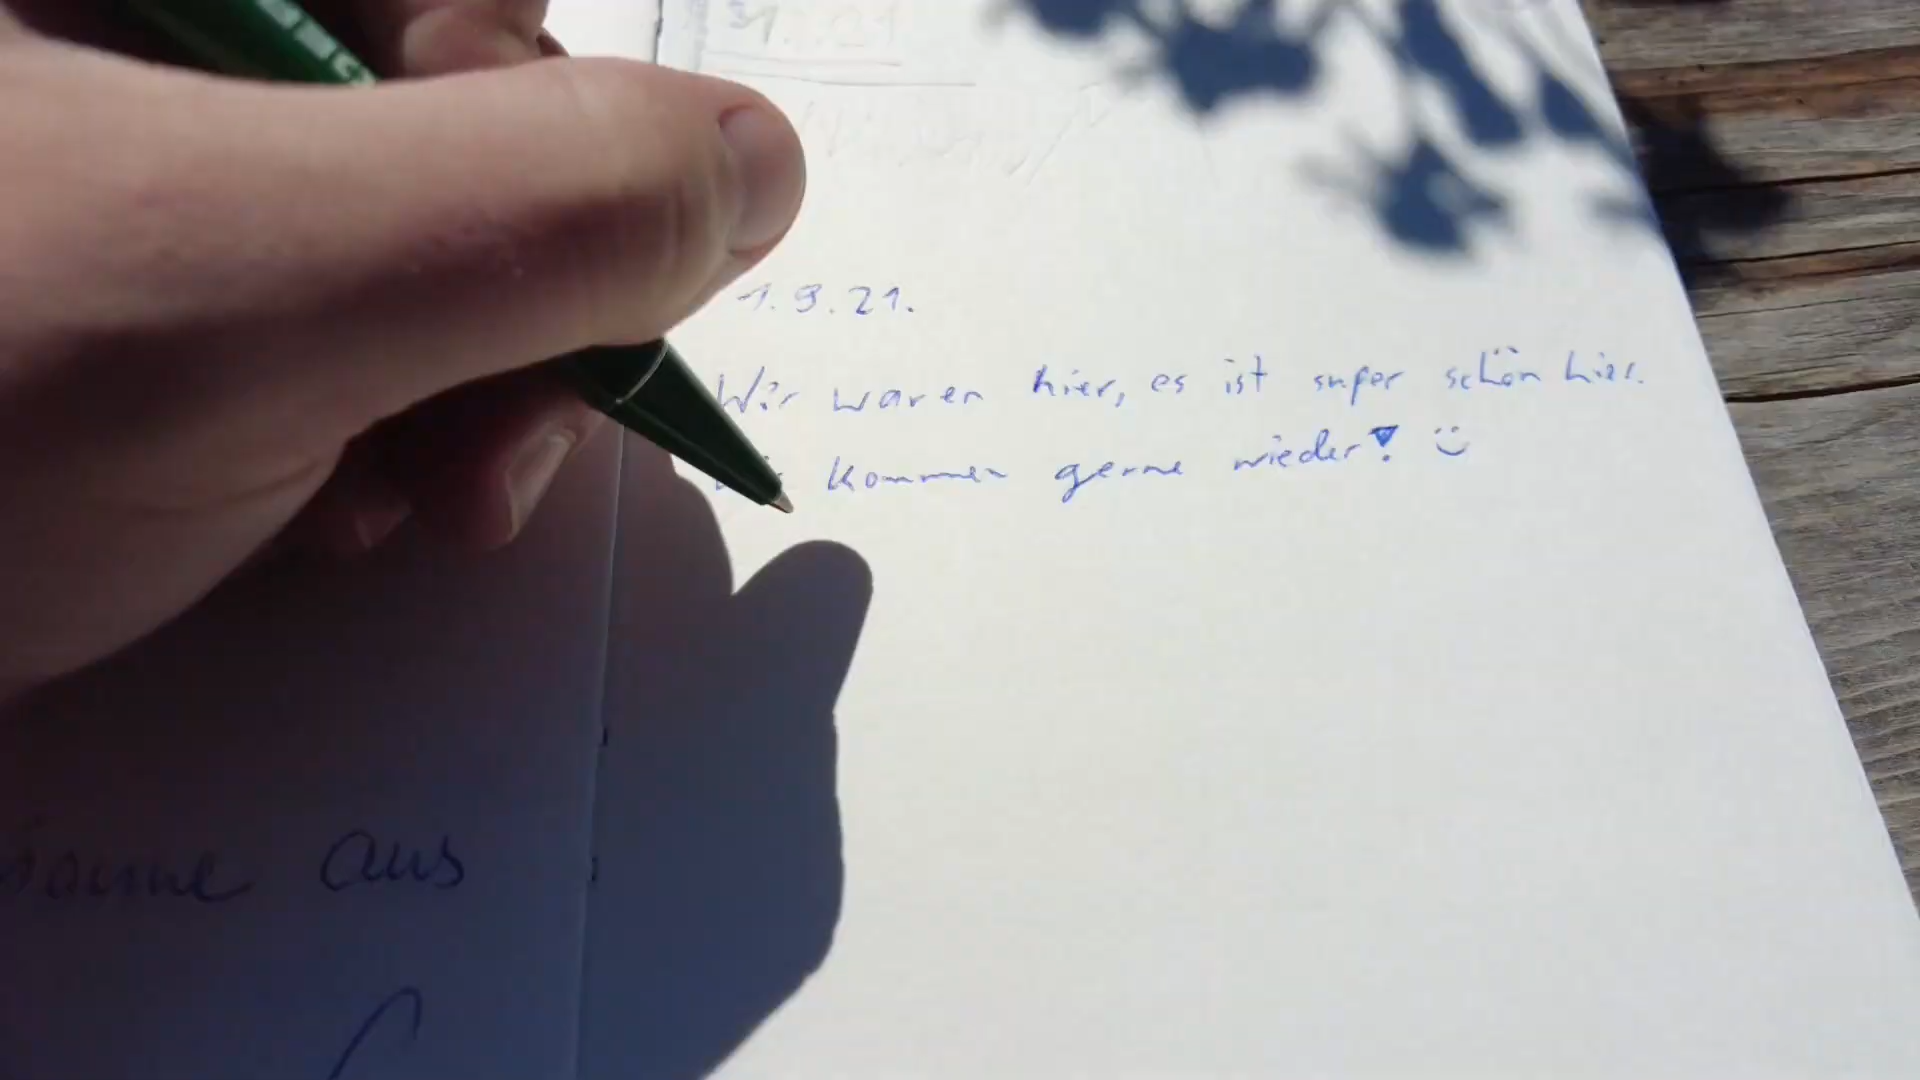 1.9.21.
Wir waren hier, es ist super schön hier.
kommen gerne wieder! :)
aus